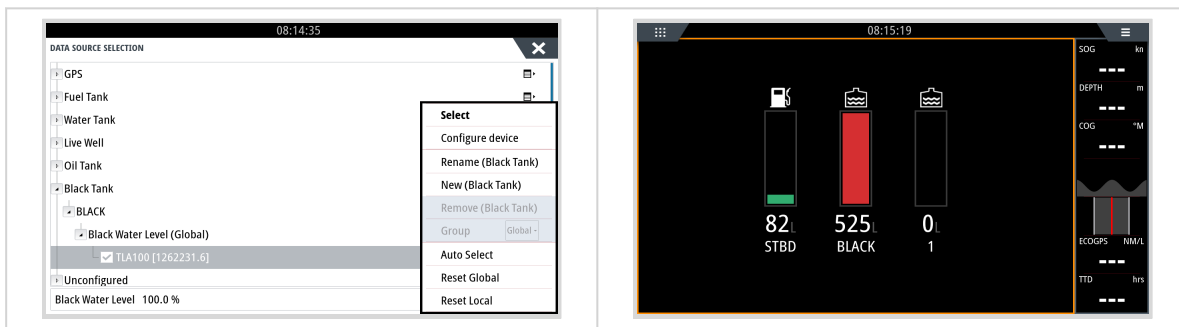 08:14:35
DATA SOURCE SELECTION
GPS
Fuel Tank
Water Tank
Live Well
Oil Tank
Black Tank
BLACK
Black Water Level (Global)
TLA100 [1262231.6]
Unconfigured
Black Water Level 100.0 %
Select
Configure device
Rename (Black Tank)
New (Black Tank)
Remove (Black Tank)
Group Global
Auto Select
Reset Global
Reset Local
08:15:19
82L 525L 0L
STBD BLACK 1
SOG kn
---
DEPTH m
---
COG °M
---
ECOGPS NM/L
---
TTD hrs
---